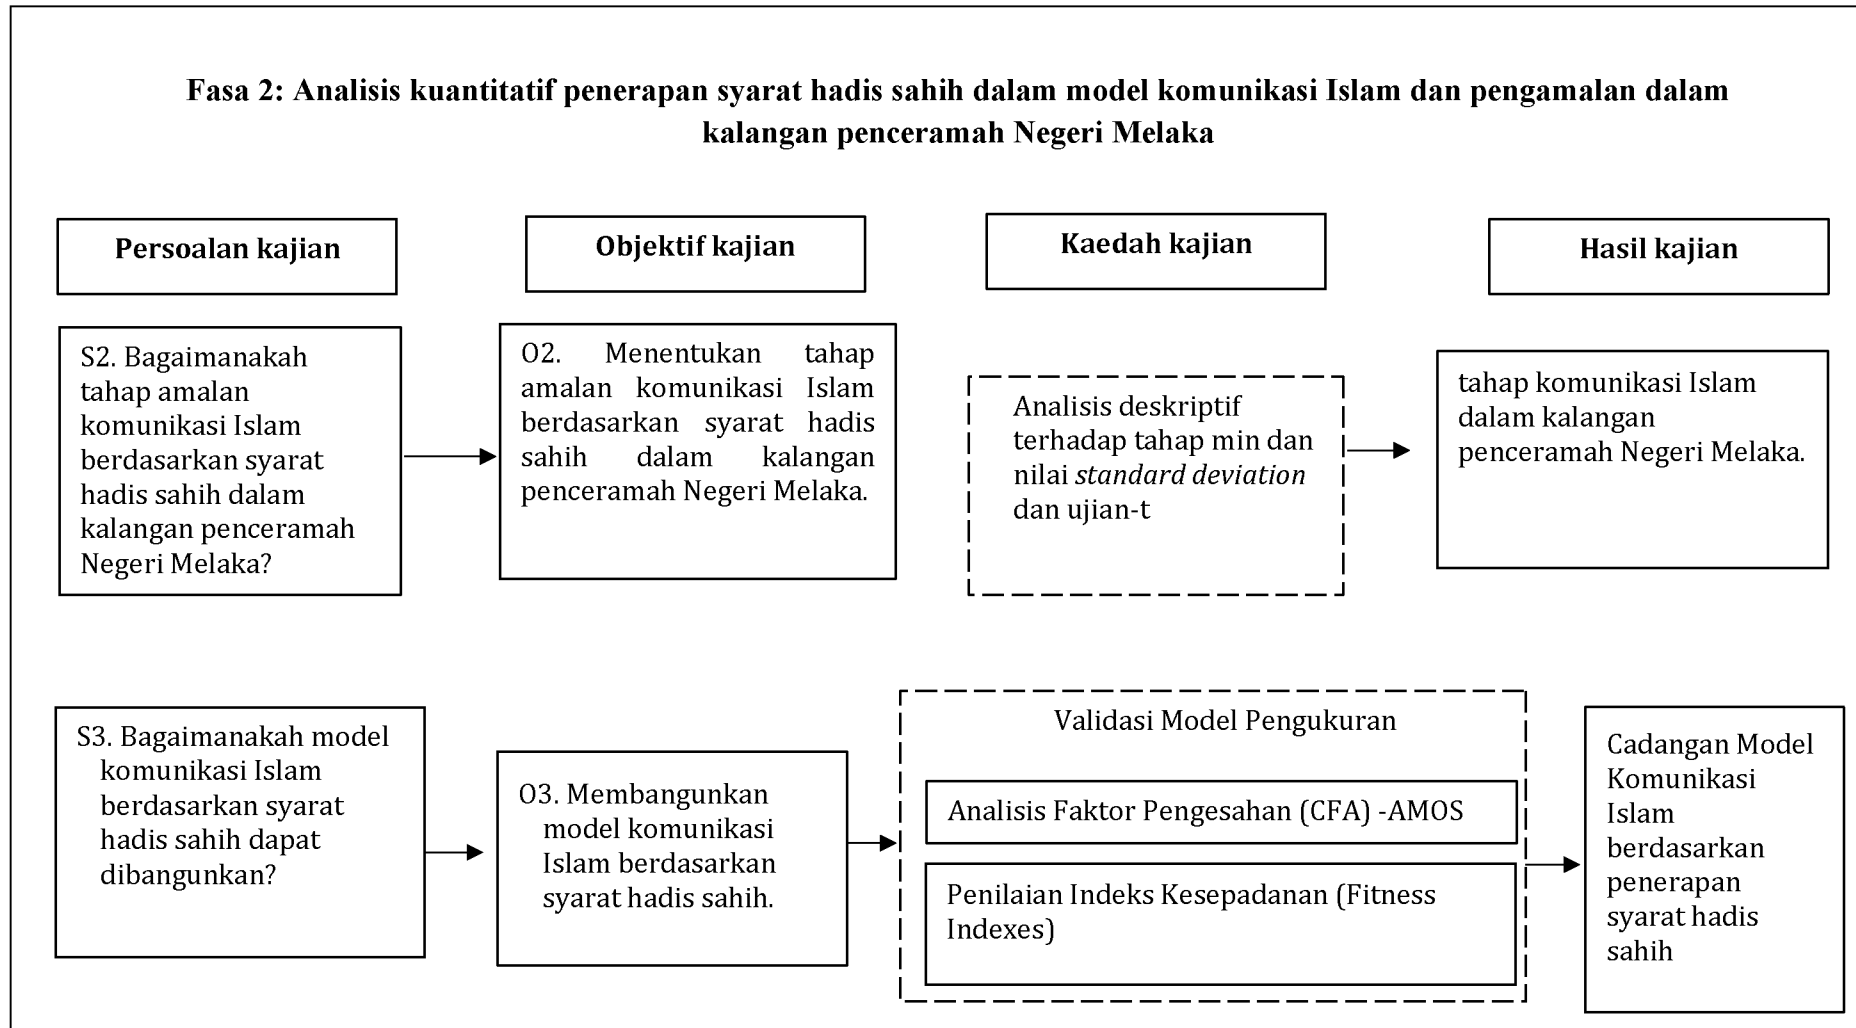 Fasa 2: Analisis kuantitatif penerapan syarat hadis sahih dalam model komunikasi Islam dan pengamalan dalam
kalangan penceramah Negeri Melaka
Persoalan kajian
Objektif kajian
Kaedah kajian
Hasil kajian
S2. Bagaimanakah
tahap amalan
komunikasi Islam
berdasarkan syarat
hadis sahih dalam
kalangan penceramah
Negeri Melaka?
O2. Menentukan tahap
amalan komunikasi Islam
berdasarkan syarat hadis
sahih dalam kalangan
penceramah Negeri Melaka.
Analisis deskriptif
terhadap tahap min dan
nilai standard deviation
dan ujian-t
tahap komunikasi Islam
dalam kalangan
penceramah Negeri Melaka.
S3. Bagaimanakah model
komunikasi Islam
berdasarkan syarat
hadis sahih dapat
dibangunkan?
O3. Membangunkan
model komunikasi
Islam berdasarkan
syarat hadis sahih.
Validasi Model Pengukuran
Analisis Faktor Pengesahan (CFA) -AMOS
Penilaian Indeks Kesepadanan (Fitness
Indexes)
Cadangan Model
Komunikasi
Islam
berdasarkan
penerapan
syarat hadis
sahih